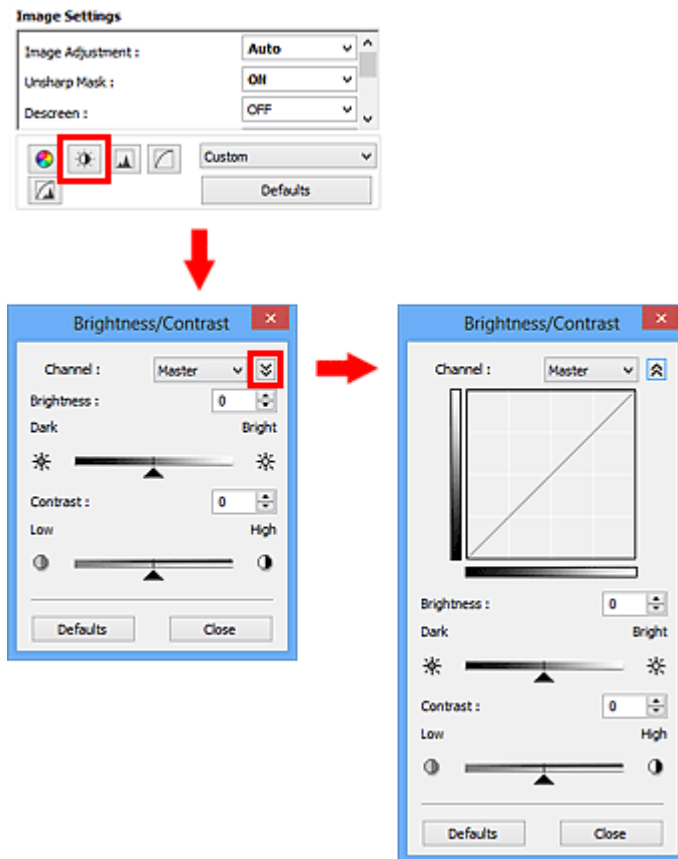 Image Settings
Image Adjustment : Auto
Unsharp Mask : ON
Descreen : OFF
Custom
Defaults
Brightness/Contrast
Channel : Master
Brightness : 0
Dark Bright
Contrast : 0
Low High
Defaults Close
Brightness/Contrast
Channel : Master
Brightness : 0
Dark Bright
Contrast : 0
Low High
Defaults Close